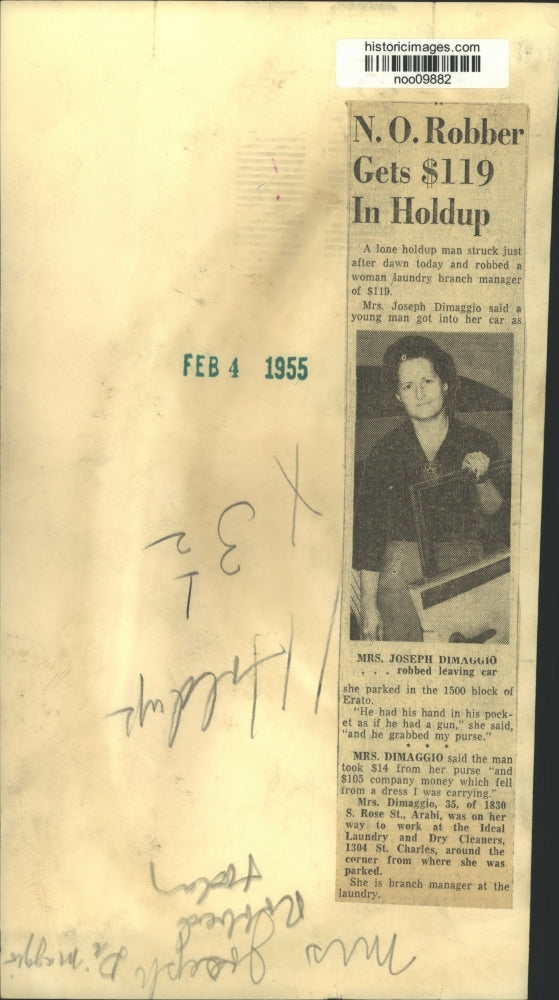 historicimages.com
noo09882
N. O. Robber
Gets $119
In Holdup
A lone holdup man struck just
after dawn today and robbed a
woman laundry branch manager
of $119.
Mrs. Joseph Dimaggio said a
young man got into her car as
MRS. JOSEPH DIMAGGIO
. . . robbed leaving car
she parked in the 1500 block of
Erato.
"He had his hand in his pock-
et as if he had a gun," she said,
"and he grabbed my purse."
* * *
MRS. DIMAGGIO said the man
took $14 from her purse "and
$105 company money which fell
from a dress I was carrying."
Mrs. Dimaggio, 35, of 1830
S. Rose St., Arabi, was on her
way to work at the Ideal
Laundry and Dry Cleaners,
1304 St. Charles, around the
corner from where she was
parked.
She is branch manager at the
laundry.
FEB 4 1955
X 3 1/2
Holdup
Mrs Joseph Di maggio
Robbed
today